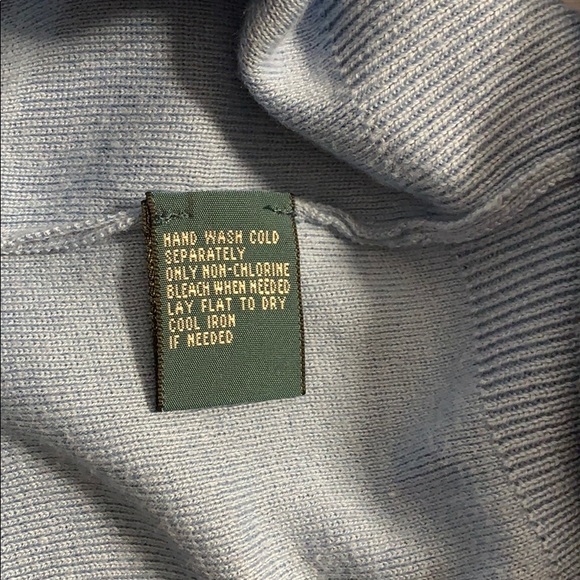 HAND WASH COLD
SEPARATELY
ONLY NON-CHLORINE
BLEACH WHEN NEEDED
LAY FLAT TO DRY
COOL IRON
IF NEEDED